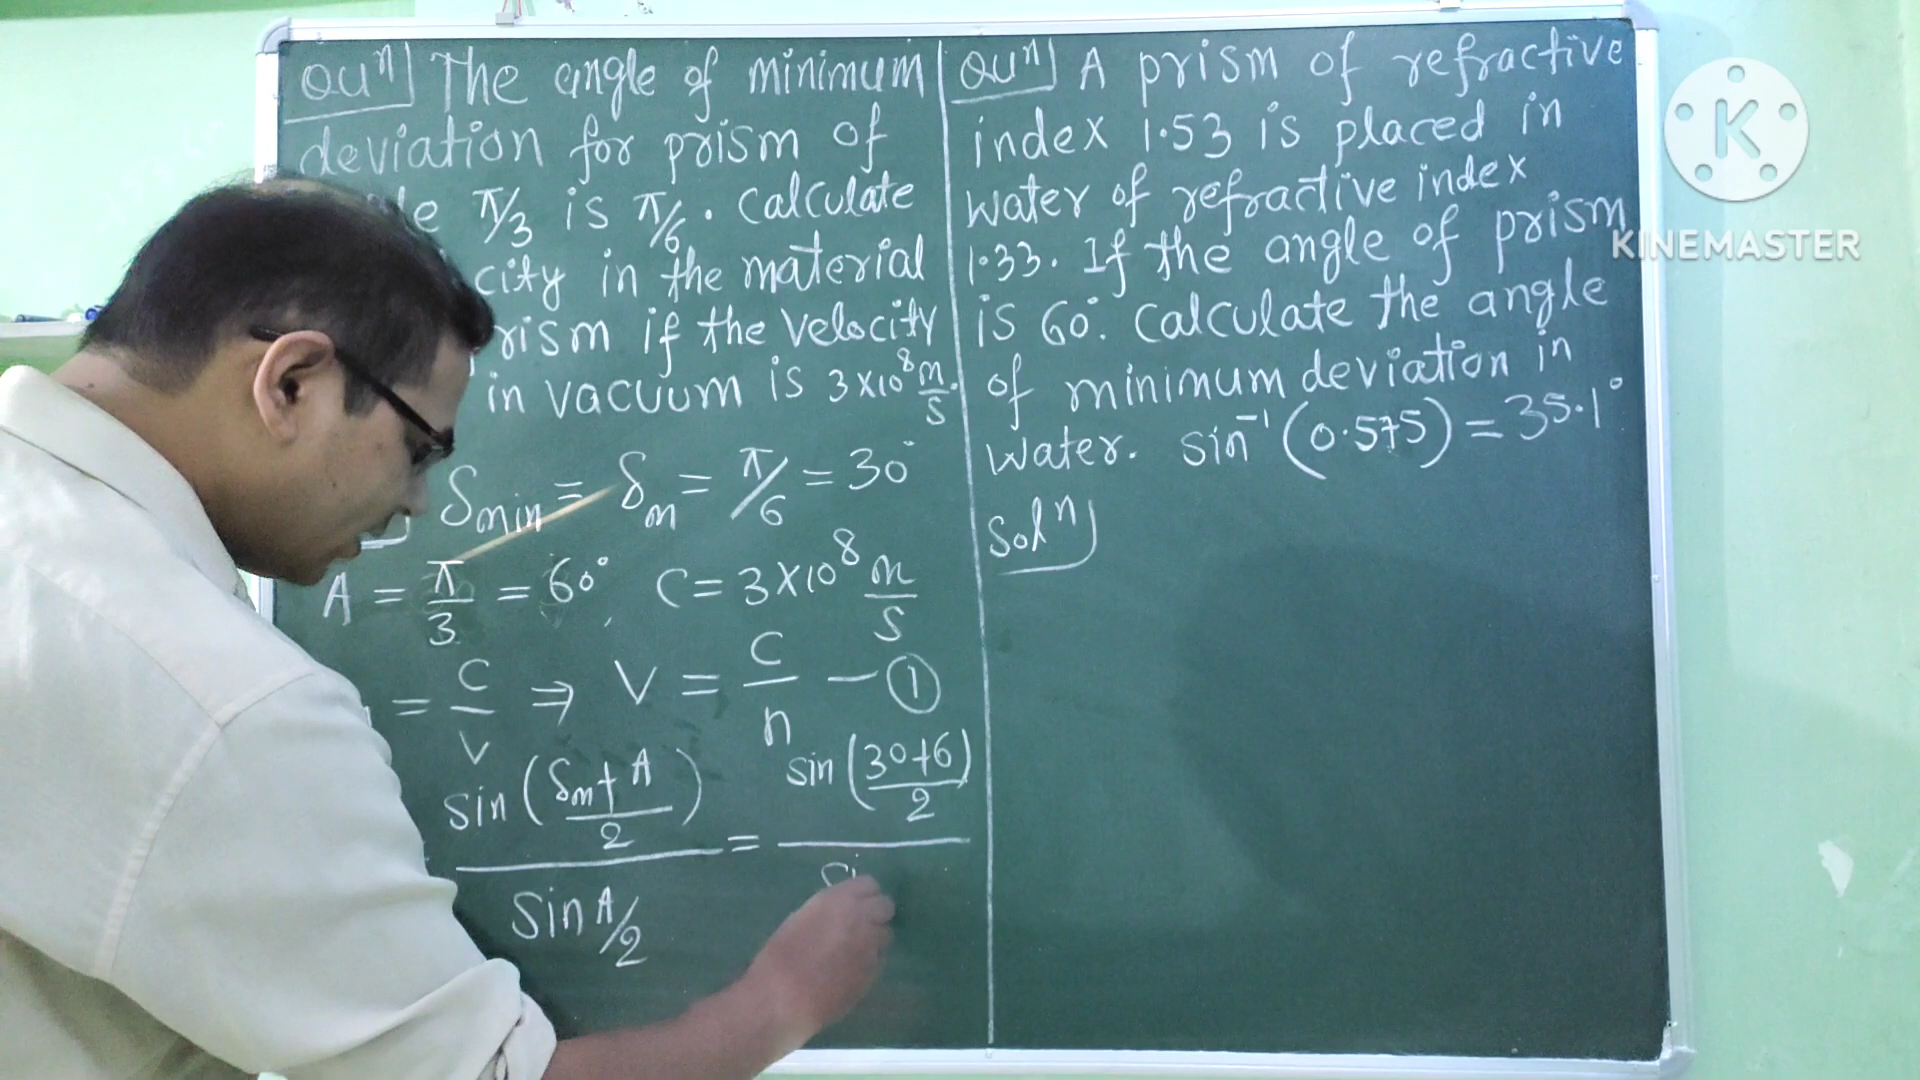 QUⁿ] The angle of minimum
deviation for prism of
π/3 is π/6. Calculate
in the material
if the velocity
in vacuum is 3×10⁸ m/s.
δmin = δm = π/6 = 30°
A = π/3 = 60°, C = 3×10⁸ m/s
= C/V ⇒ V = C/n — ①
sin(δm+A/2)/sin A/2 = sin(30+6/2)
QUⁿ] A prism of refractive
index 1.53 is placed in
water of refractive index
1.33. If the angle of prism
is 60°. Calculate the angle
of minimum deviation in
water. sin⁻¹(0.575) = 35.1°
Solⁿ)
K
KINEMASTER